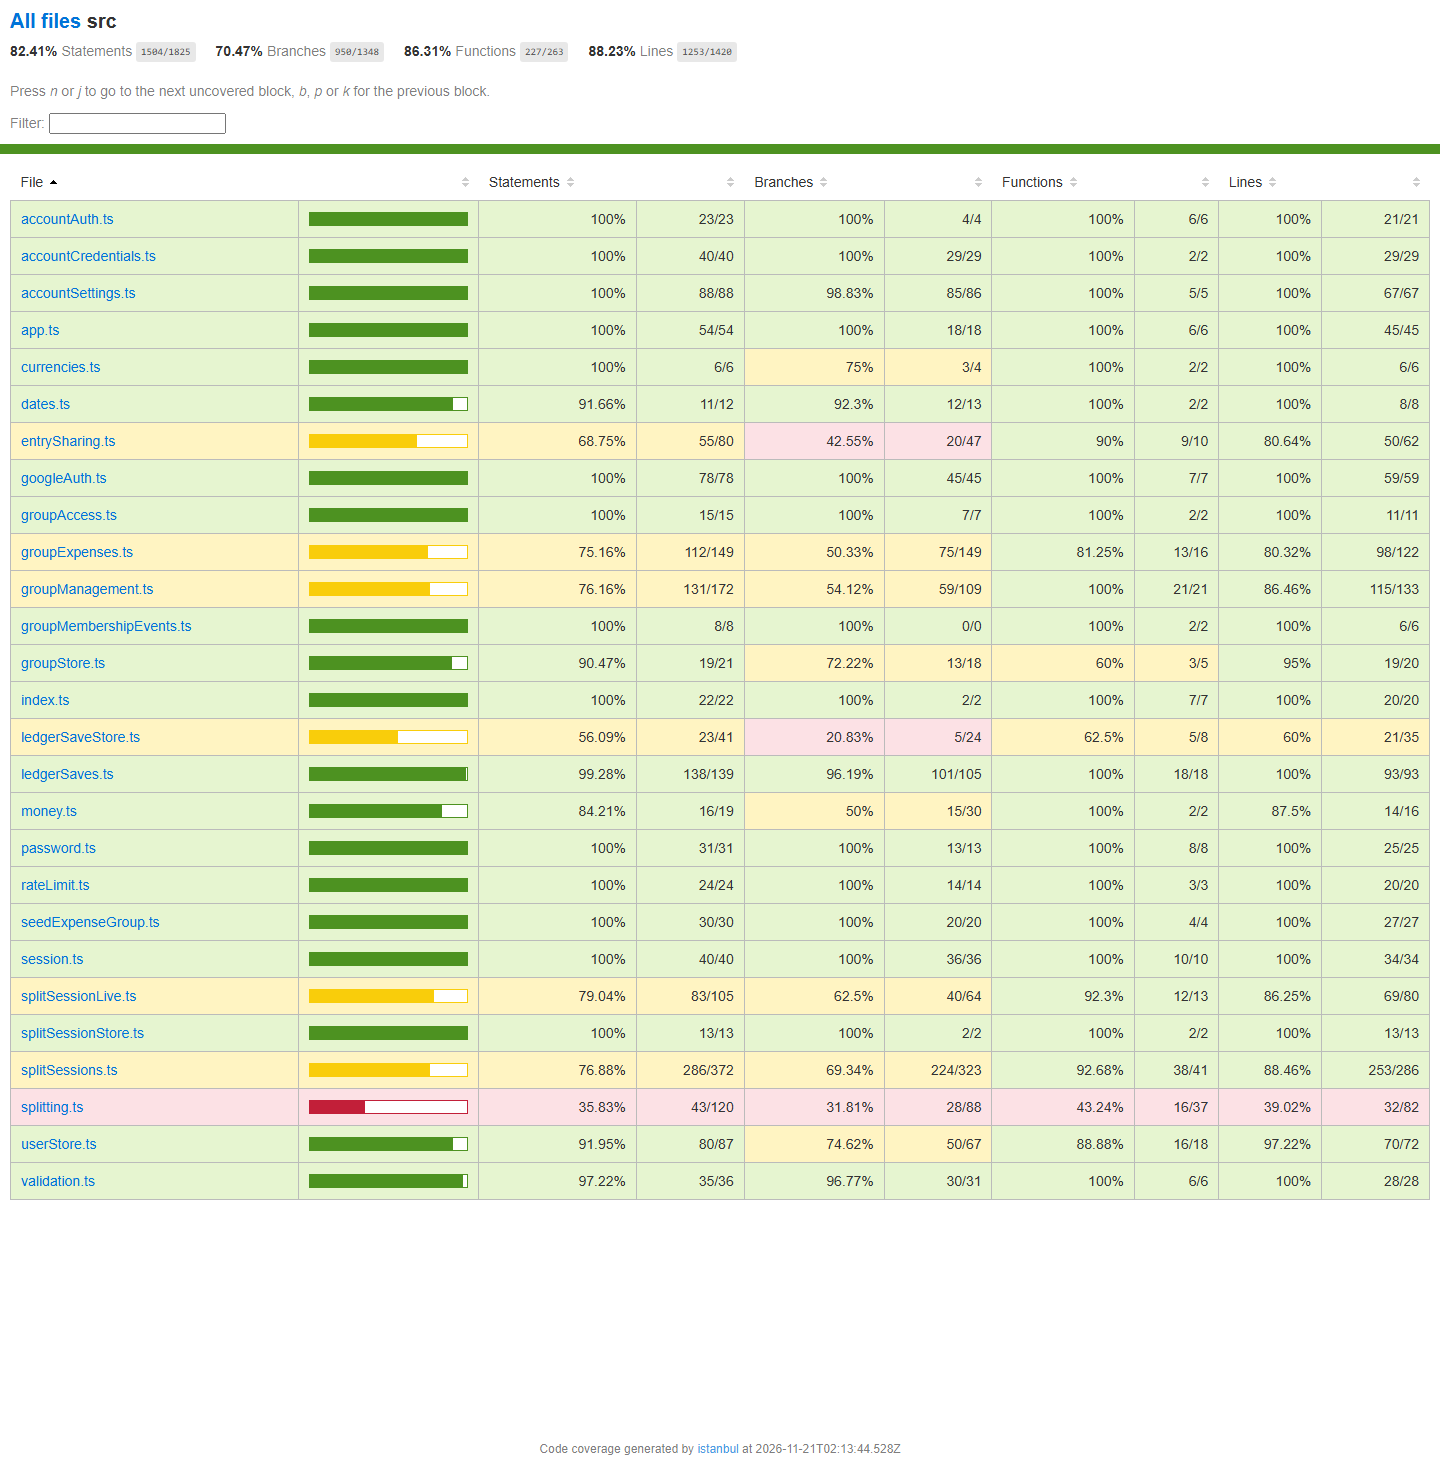 All files src
82.41% Statements 1504/1825 70.47% Branches 950/1348 86.31% Functions 227/263 88.23% Lines 1253/1420
Press n or j to go to the next uncovered block, b, p or k for the previous block.
Filter:
File Statements Branches Functions Lines
accountAuth.ts 100% 23/23 100% 4/4 100% 6/6 100% 21/21
accountCredentials.ts 100% 40/40 100% 29/29 100% 2/2 100% 29/29
accountSettings.ts 100% 88/88 98.83% 85/86 100% 5/5 100% 67/67
app.ts 100% 54/54 100% 18/18 100% 6/6 100% 45/45
currencies.ts 100% 6/6 75% 3/4 100% 2/2 100% 6/6
dates.ts 91.66% 11/12 92.3% 12/13 100% 2/2 100% 8/8
entrySharing.ts 68.75% 55/80 42.55% 20/47 90% 9/10 80.64% 50/62
googleAuth.ts 100% 78/78 100% 45/45 100% 7/7 100% 59/59
groupAccess.ts 100% 15/15 100% 7/7 100% 2/2 100% 11/11
groupExpenses.ts 75.16% 112/149 50.33% 75/149 81.25% 13/16 80.32% 98/122
groupManagement.ts 76.16% 131/172 54.12% 59/109 100% 21/21 86.46% 115/133
groupMembershipEvents.ts 100% 8/8 100% 0/0 100% 2/2 100% 6/6
groupStore.ts 90.47% 19/21 72.22% 13/18 60% 3/5 95% 19/20
index.ts 100% 22/22 100% 2/2 100% 7/7 100% 20/20
ledgerSaveStore.ts 56.09% 23/41 20.83% 5/24 62.5% 5/8 60% 21/35
ledgerSaves.ts 99.28% 138/139 96.19% 101/105 100% 18/18 100% 93/93
money.ts 84.21% 16/19 50% 15/30 100% 2/2 87.5% 14/16
password.ts 100% 31/31 100% 13/13 100% 8/8 100% 25/25
rateLimit.ts 100% 24/24 100% 14/14 100% 3/3 100% 20/20
seedExpenseGroup.ts 100% 30/30 100% 20/20 100% 4/4 100% 27/27
session.ts 100% 40/40 100% 36/36 100% 10/10 100% 34/34
splitSessionLive.ts 79.04% 83/105 62.5% 40/64 92.3% 12/13 86.25% 69/80
splitSessionStore.ts 100% 13/13 100% 2/2 100% 2/2 100% 13/13
splitSessions.ts 76.88% 286/372 69.34% 224/323 92.68% 38/41 88.46% 253/286
splitting.ts 35.83% 43/120 31.81% 28/88 43.24% 16/37 39.02% 32/82
userStore.ts 91.95% 80/87 74.62% 50/67 88.88% 16/18 97.22% 70/72
validation.ts 97.22% 35/36 96.77% 30/31 100% 6/6 100% 28/28
Code coverage generated by istanbul at 2026-11-21T02:13:44.528Z